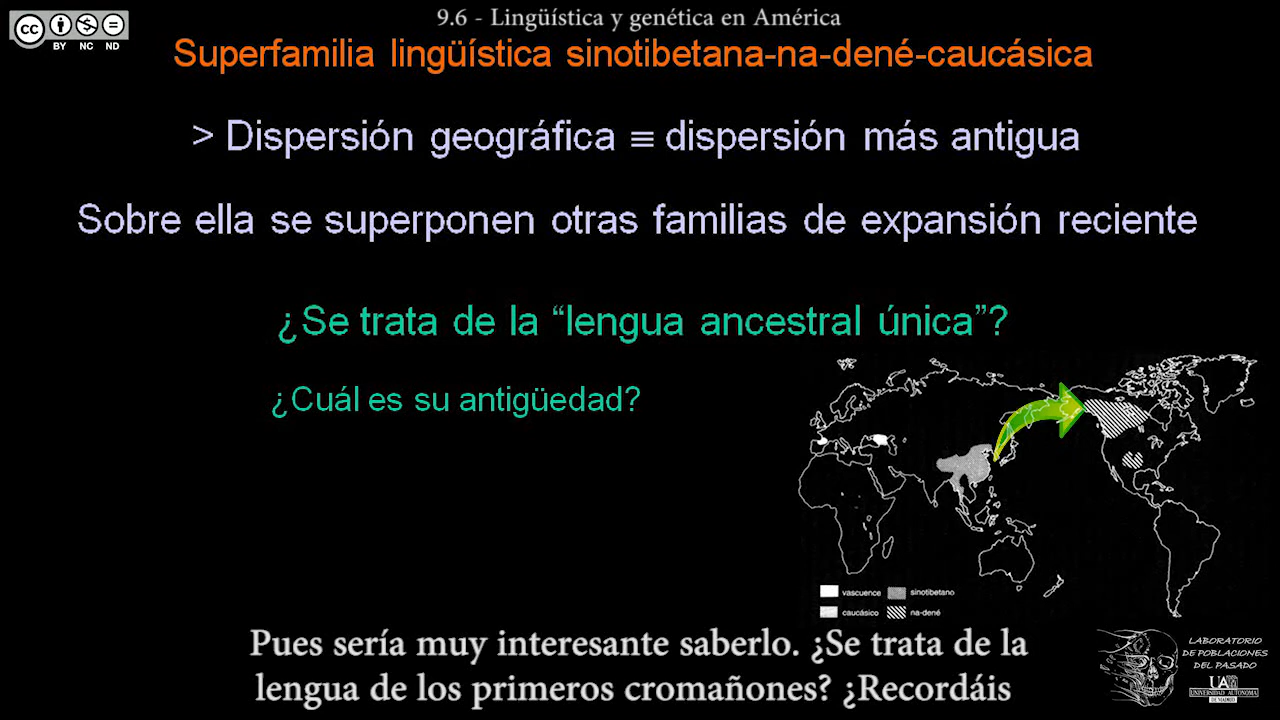 9.6 - Lingüística y genética en América
cc
BY NC ND
Superfamilia lingüística sinotibetana-na-dené-caucásica
> Dispersión geográfica ≡ dispersión más antigua
Sobre ella se superponen otras familias de expansión reciente
¿Se trata de la “lengua ancestral única”?
¿Cuál es su antigüedad?
vascuence sinotibetano
caucásico na-dené
Pues sería muy interesante saberlo. ¿Se trata de la
lengua de los primeros cromañones? ¿Recordáis
LABORATORIO
DE POBLACIONES
DEL PASADO
UAM
UNIVERSIDAD AUTONOMA
DE MADRID